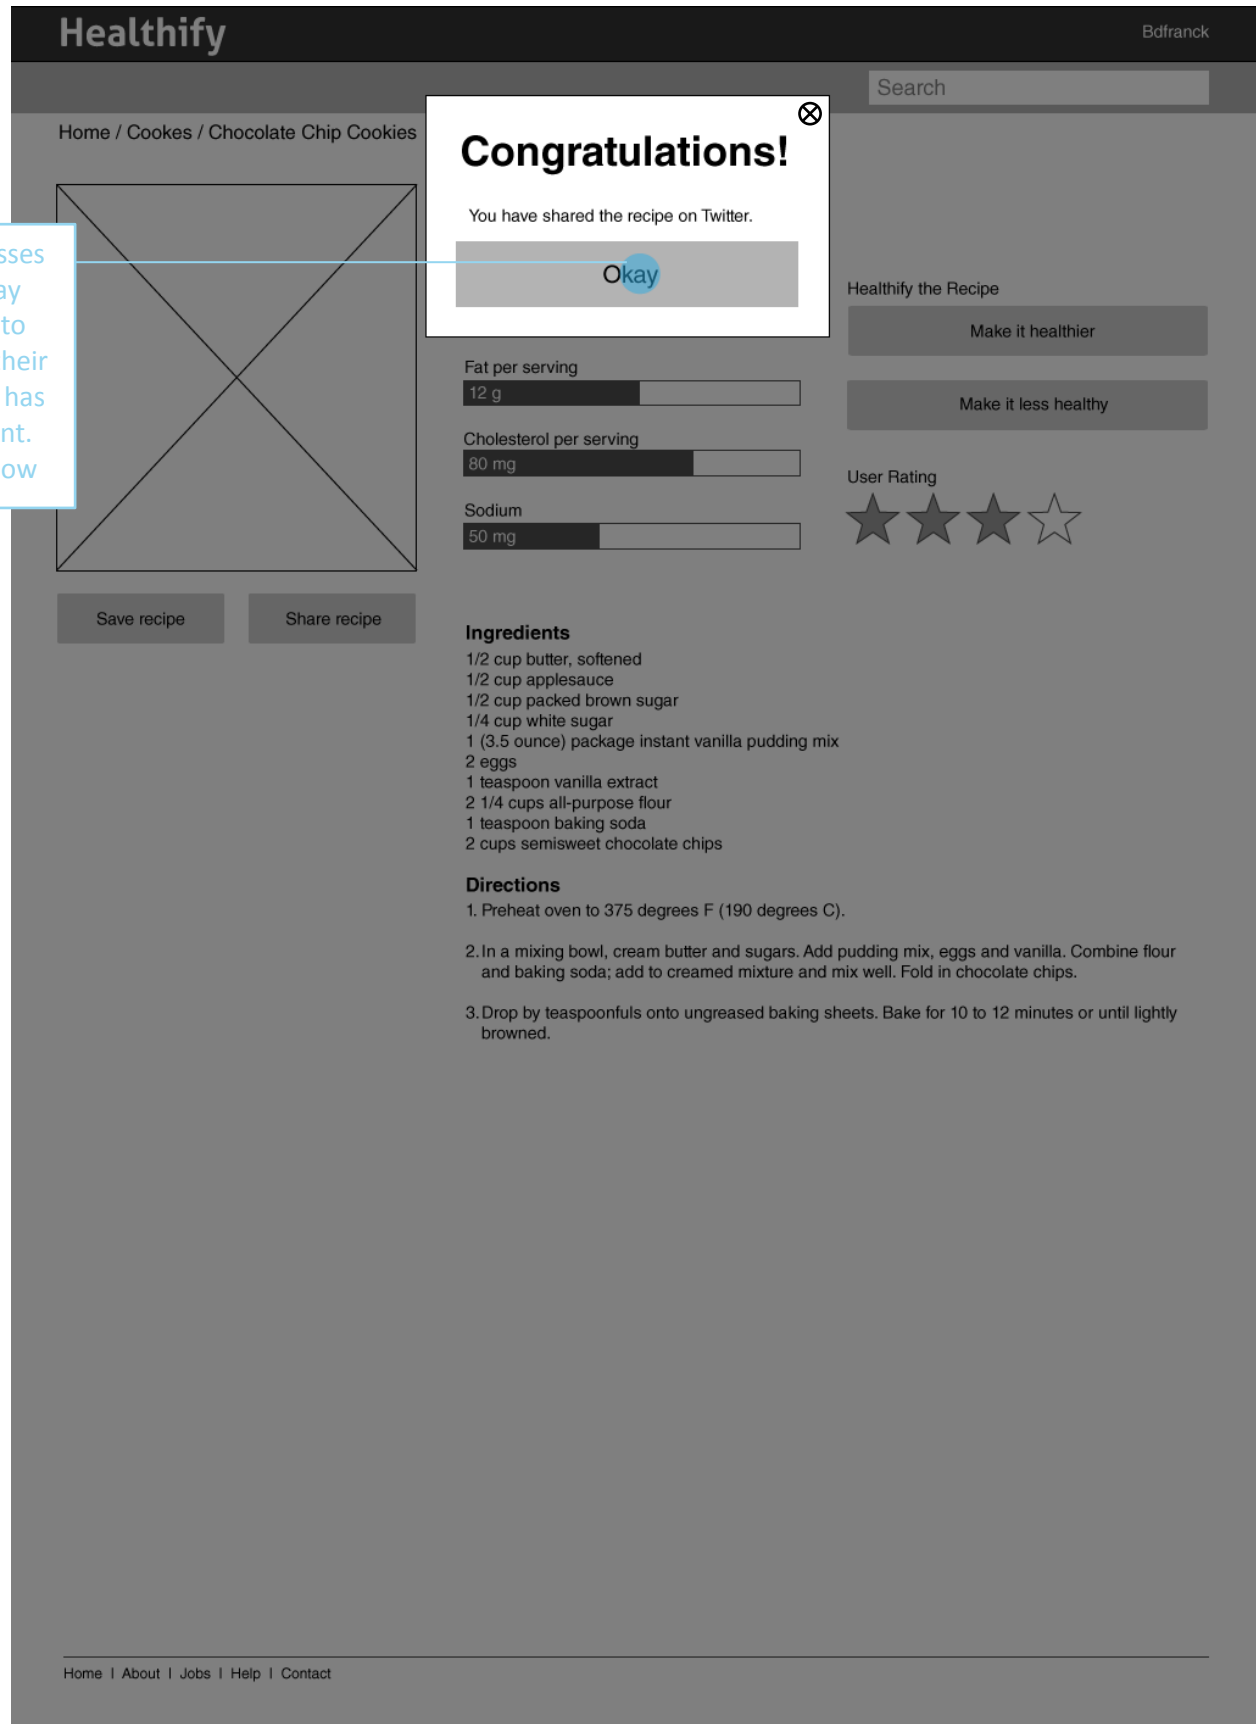 Healthify
Bdfranck
Search
Home / Cookes / Chocolate Chip Cookies
Congratulations!
You have shared the recipe on Twitter.
Okay
to
has
Healthify the Recipe
Make it healthier
Make it less healthy
User Rating
Fat per serving
12 g
Cholesterol per serving
80 mg
Sodium
50 mg
Save recipe
Share recipe
Ingredients
1/2 cup butter, softened
1/2 cup applesauce
1/2 cup packed brown sugar
1/4 cup white sugar
1 (3.5 ounce) package instant vanilla pudding mix
2 eggs
1 teaspoon vanilla extract
2 1/4 cups all-purpose flour
1 teaspoon baking soda
2 cups semisweet chocolate chips
Directions
1. Preheat oven to 375 degrees F (190 degrees C).
2. In a mixing bowl, cream butter and sugars. Add pudding mix, eggs and vanilla. Combine flour
and baking soda; add to creamed mixture and mix well. Fold in chocolate chips.
3. Drop by teaspoonfuls onto ungreased baking sheets. Bake for 10 to 12 minutes or until lightly
browned.
Home | About | Jobs | Help | Contact